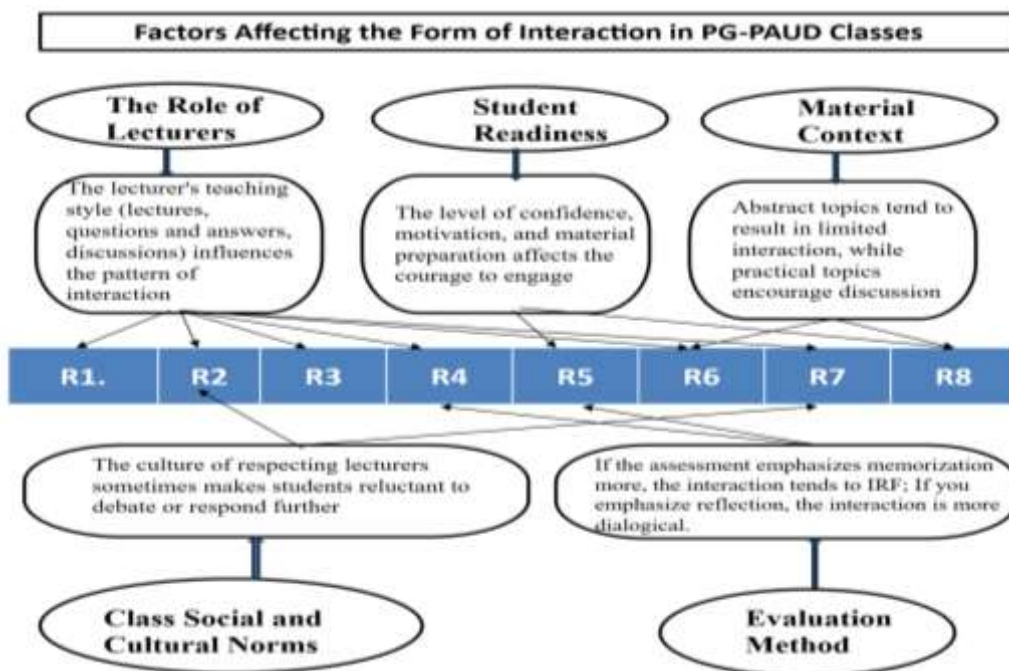 Factors Affecting the Form of Interaction in PG-PAUD Classes
The Role of
Lecturers
Student
Readiness
Material
Context
The lecturer's teaching
style (lectures,
questions and answers,
discussions) influences
the pattern of
interaction
The level of confidence,
motivation, and material
preparation affects the
courage to engage
Abstract topics tend to
result in limited
interaction, while
practical topics
encourage discussion
R1. R2 R3 R4 R5 R6 R7 R8
The culture of respecting lecturers
sometimes makes students reluctant to
debate or respond further
If the assessment emphasizes memorization
more, the interaction tends to IRF; If you
emphasize reflection, the interaction is more
dialogical.
Class Social and
Cultural Norms
Evaluation
Method